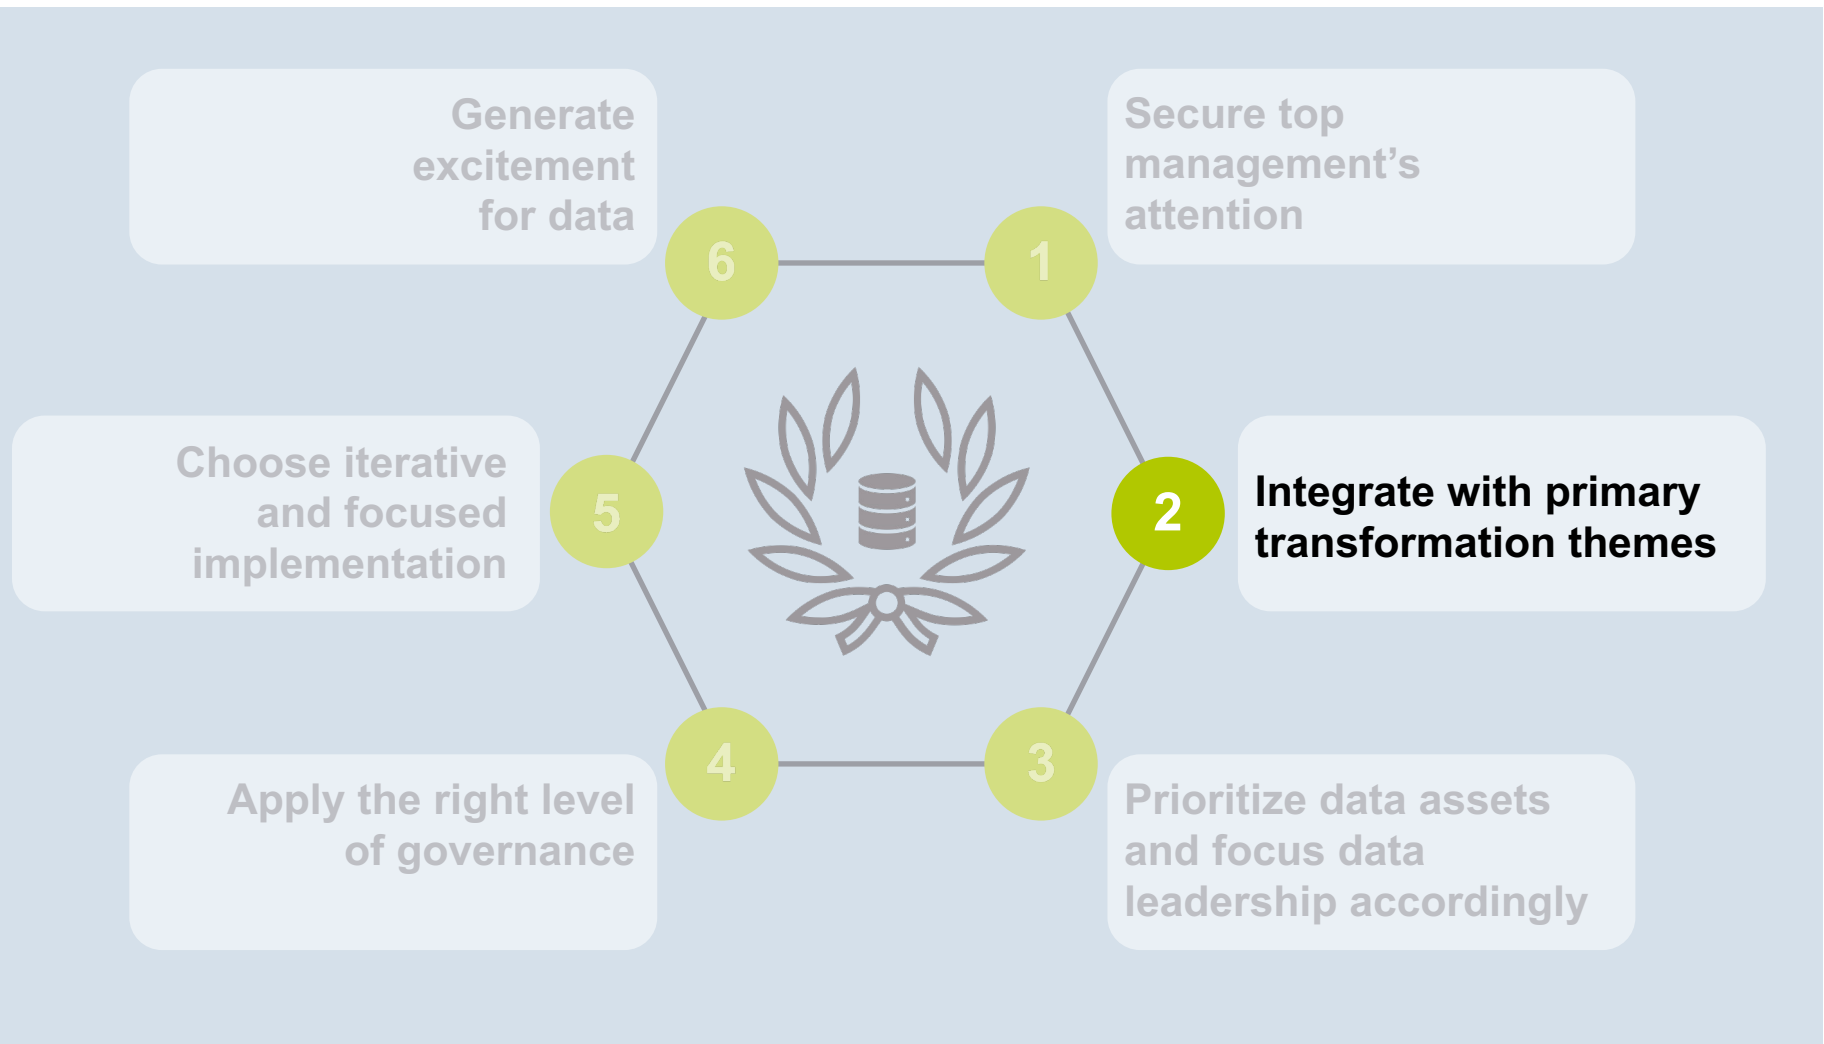 Generate
excitement
for data
6
1
Secure top
management’s
attention
Choose iterative
and focused
implementation
5
2
Integrate with primary
transformation themes
Apply the right level
of governance
4
3
Prioritize data assets
and focus data
leadership accordingly